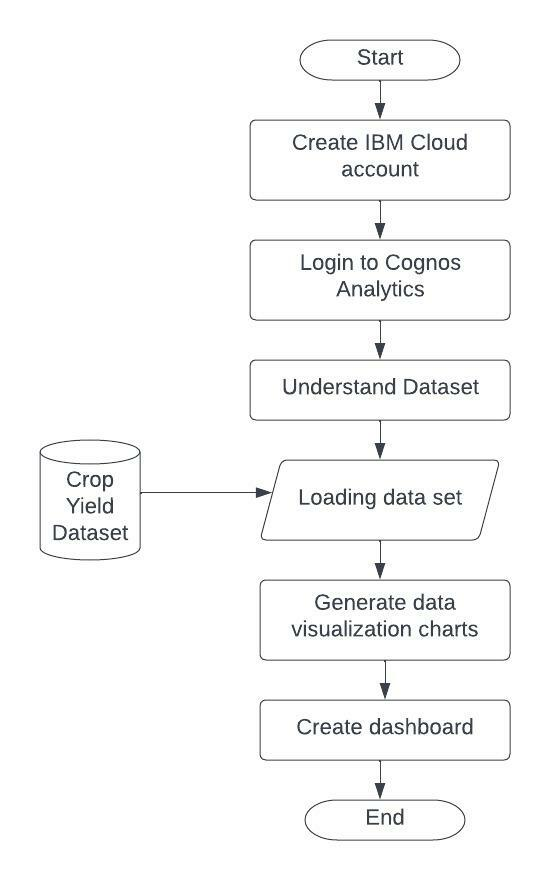 Start
Create IBM Cloud
account
Login to Cognos
Analytics
Understand Dataset
Crop
Yield
Dataset
Loading data set
Generate data
visualization charts
Create dashboard
End